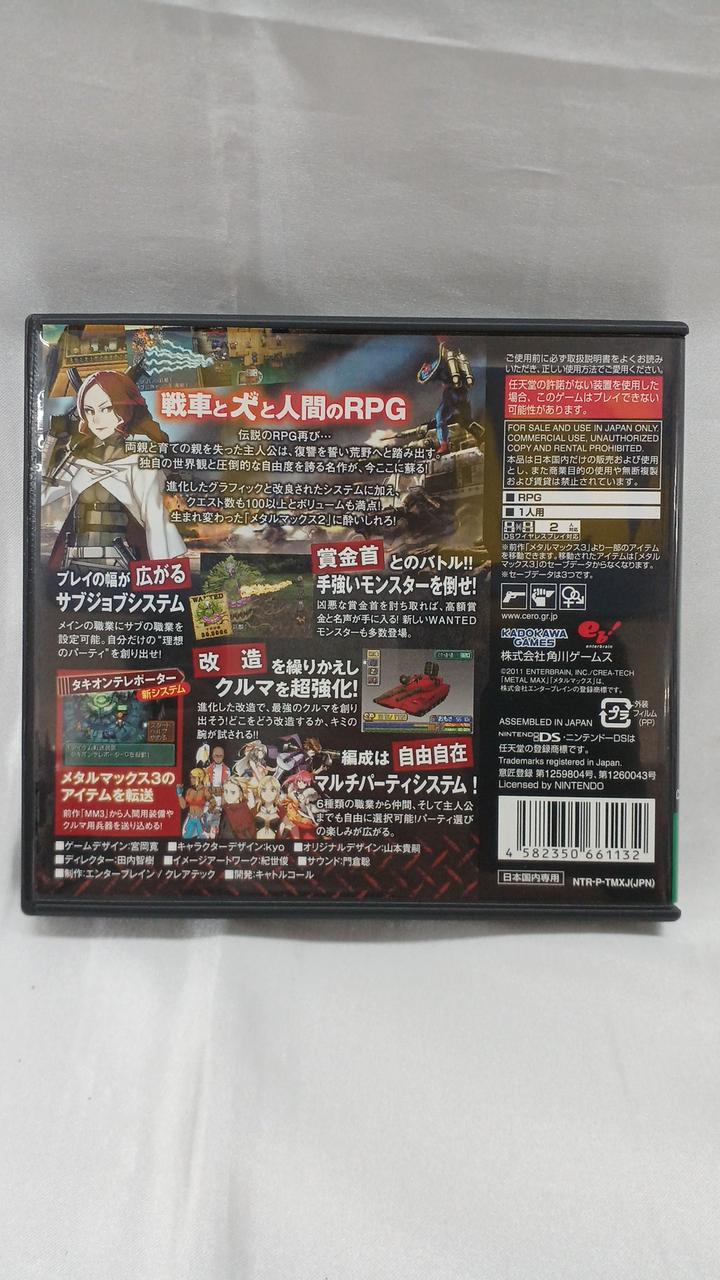 戦車と犬と人間のRPG
伝説のRPG再び…
両親と育ての親を失った主人公は、復讐を誓い荒野へと踏み出す。
独自の世界観と圧倒的な自由度を誇る名作が、今ここに蘇る!
進化したグラフィックと改良されたシステムに加え、
クエスト数も100以上とボリュームも満点!
生まれ変わった「メタルマックス2」に酔いしれろ!
プレイの幅が広がる
サブジョブシステム
メインの職業にサブの職業を
設定可能。自分だけの“理想
のパーティ”を創り出せ!
WANTED
賞金首とのバトル!!
手強いモンスターを倒せ!
凶悪な賞金首を討ち取れば、高額賞
金と名声が手に入る! 新しいWANTED
モンスターも多数登場。
改造を繰りかえし
クルマを超強化!
進化した改造で、最強のクルマを創り
出そう!どこをどう改造するか、キミの
腕が試される!!
タキオンテレポーター
新システム
メタルマックス3の
アイテムを転送
前作「MM3」から人間用装備や
クルマ用兵器を送り込める!
編成は自由自在
マルチパーティシステム!
6種類の職業から仲間、そして主人公
までも自由に選択可能!パーティ選び
の楽しみが広がる。
■ゲームデザイン:宮岡寛 ■キャラクターデザイン:kyo ■オリジナルデザイン:山本貴嗣
■ディレクター:田内智樹 ■イメージアートワーク:紀世俊 ■サウンド:門倉聡
■制作:エンターブレイン / クレアテック ■開発:キャトルコール
ご使用前に必ず取扱説明書をよくお読み
いただき、正しい使用方法でご愛用ください。
任天堂の許諾がない装置を使用した
場合、このゲームはプレイできない
可能性があります。
FOR SALE AND USE IN JAPAN ONLY.
COMMERCIAL USE, UNAUTHORIZED
COPY AND RENTAL PROHIBITED.
本品は日本国内だけの販売および使用
とし、また商業目的の使用や無断複製
および賃貸は禁止されています。
■RPG
■1人用
2人対応
DSワイヤレスプレイ対応
※前作「メタルマックス3」より一部のアイテム
を移動できます。移動されたアイテムは「メタル
マックス3」のセーブデータからなくなります。
※セーブデータは3つです。
www.cero.gr.jp
KADOKAWA
GAMES
eb!
enterbrain
株式会社角川ゲームス
©2011 ENTERBRAIN, INC./CREA-TECH
「METAL MAX」「メタルマックス」は、
株式会社エンターブレインの登録商標です。
プラ
外装
フィルム
(PP)
ASSEMBLED IN JAPAN
NINTENDO DS・ニンテンドーDSは
任天堂の登録商標です。
Trademarks registered in Japan.
意匠登録 第1259804号、第1260043号
Licensed by NINTENDO
4 582350 661132
日本国内専用
NTR-P-TMXJ(JPN)